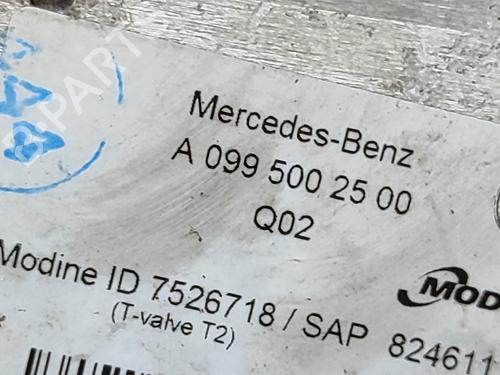 Mercedes-Benz
A 099 500 25 00
Q02
Modine ID 7526718 / SAP 824611
(T-valve T2)
MOD